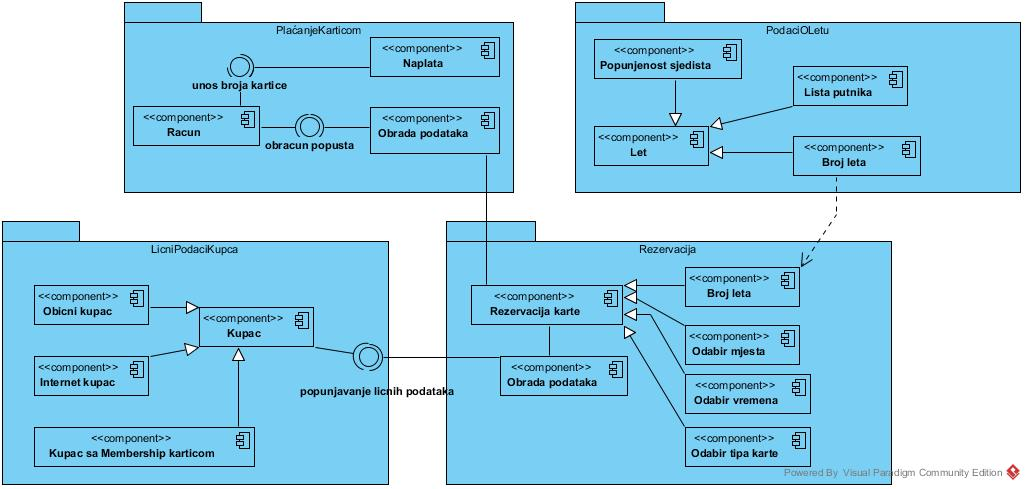 PlaćanjeKarticom
<<component>>
Naplata
unos broja kartice
<<component>>
Racun
obracun popusta
<<component>>
Obrada podataka
PodaciOLetu
<<component>>
Popunjenost sjedista
<<component>>
Lista putnika
<<component>>
Let
<<component>>
Broj leta
LicniPodaciKupca
<<component>>
Obicni kupac
<<component>>
Kupac
<<component>>
Internet kupac
<<component>>
Kupac sa Membership karticom
popunjavanje licnih podataka
Rezervacija
<<component>>
Rezervacija karte
<<component>>
Broj leta
<<component>>
Odabir mjesta
<<component>>
Obrada podataka
<<component>>
Odabir vremena
<<component>>
Odabir tipa karte
Powered By Visual Paradigm Community Edition